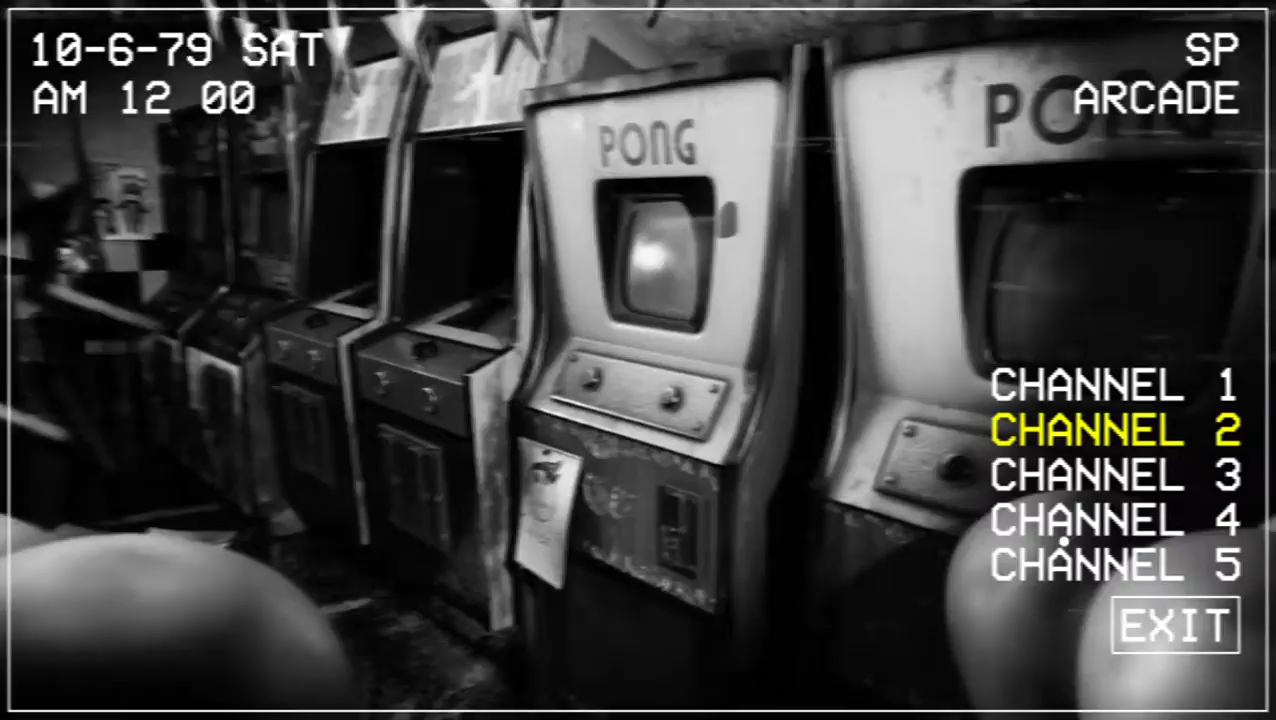 10-6-79 SAT
AM 12 00
SP
ARCADE
PONG
PONG
CHANNEL 1
CHANNEL 2
CHANNEL 3
CHANNEL 4
CHANNEL 5
EXIT